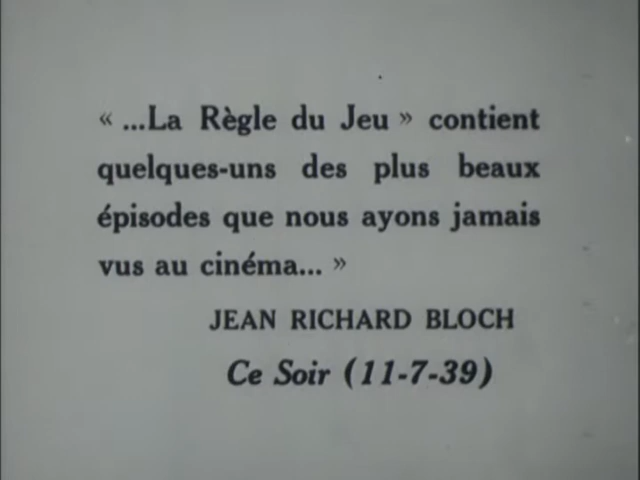 « ...La Règle du Jeu » contient
quelques-uns des plus beaux
épisodes que nous ayons jamais
vus au cinéma... »
JEAN RICHARD BLOCH
Ce Soir (11-7-39)